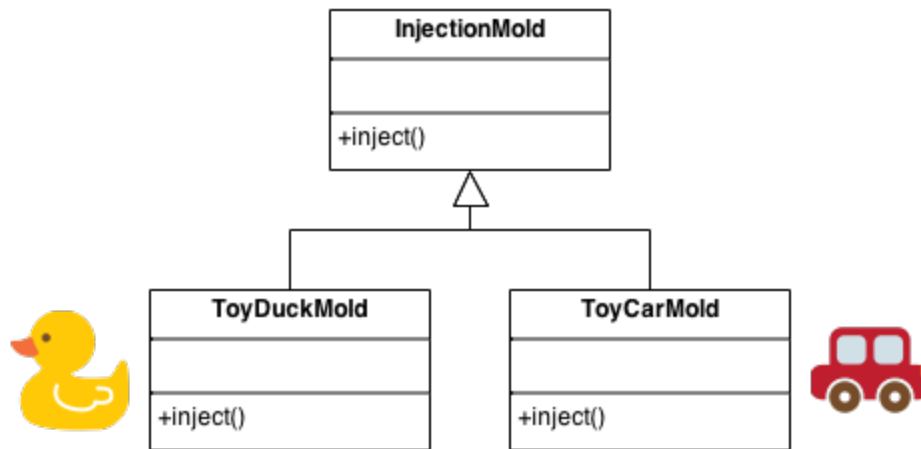 InjectionMold
+inject()
ToyDuckMold
+inject()
ToyCarMold
+inject()